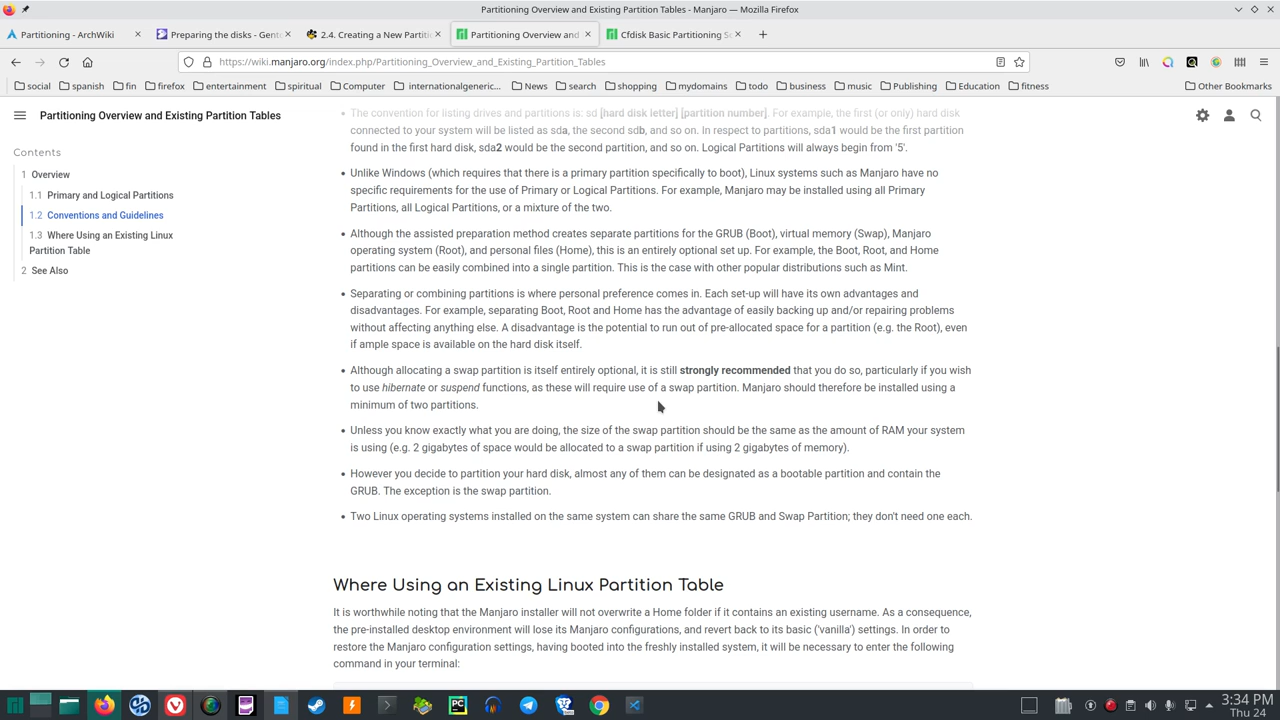 Partitioning Overview and Existing Partition Tables - Manjaro — Mozilla Firefox
Partitioning - ArchWiki
Preparing the disks - Gent
2.4. Creating a New Partit
Partitioning Overview and
Cfdisk Basic Partitioning S
https://wiki.manjaro.org/index.php/Partitioning_Overview_and_Existing_Partition_Tables
social spanish fin firefox entertainment spiritual Computer internationalgeneric... News search shopping mydomains todo business music Publishing Education fitness Other Bookmarks
Partitioning Overview and Existing Partition Tables
Contents
1 Overview
1.1 Primary and Logical Partitions
1.2 Conventions and Guidelines
1.3 Where Using an Existing Linux
Partition Table
2 See Also
• The convention for listing drives and partitions is: sd [hard disk letter] [partition number]. For example, the first (or only) hard disk
connected to your system will be listed as sda, the second sdb, and so on. In respect to partitions, sda1 would be the first partition
found in the first hard disk, sda2 would be the second partition, and so on. Logical Partitions will always begin from '5'.
• Unlike Windows (which requires that there is a primary partition specifically to boot), Linux systems such as Manjaro have no
specific requirements for the use of Primary or Logical Partitions. For example, Manjaro may be installed using all Primary
Partitions, all Logical Partitions, or a mixture of the two.
• Although the assisted preparation method creates separate partitions for the GRUB (Boot), virtual memory (Swap), Manjaro
operating system (Root), and personal files (Home), this is an entirely optional set up. For example, the Boot, Root, and Home
partitions can be easily combined into a single partition. This is the case with other popular distributions such as Mint.
• Separating or combining partitions is where personal preference comes in. Each set-up will have its own advantages and
disadvantages. For example, separating Boot, Root and Home has the advantage of easily backing up and/or repairing problems
without affecting anything else. A disadvantage is the potential to run out of pre-allocated space for a partition (e.g. the Root), even
if ample space is available on the hard disk itself.
• Although allocating a swap partition is itself entirely optional, it is still strongly recommended that you do so, particularly if you wish
to use hibernate or suspend functions, as these will require use of a swap partition. Manjaro should therefore be installed using a
minimum of two partitions.
• Unless you know exactly what you are doing, the size of the swap partition should be the same as the amount of RAM your system
is using (e.g. 2 gigabytes of space would be allocated to a swap partition if using 2 gigabytes of memory).
• However you decide to partition your hard disk, almost any of them can be designated as a bootable partition and contain the
GRUB. The exception is the swap partition.
• Two Linux operating systems installed on the same system can share the same GRUB and Swap Partition; they don't need one each.
Where Using an Existing Linux Partition Table
It is worthwhile noting that the Manjaro installer will not overwrite a Home folder if it contains an existing username. As a consequence,
the pre-installed desktop environment will lose its Manjaro configurations, and revert back to its basic ('vanilla') settings. In order to
restore the Manjaro configuration settings, having booted into the freshly installed system, it will be necessary to enter the following
command in your terminal:
3:34 PM
Thu 24